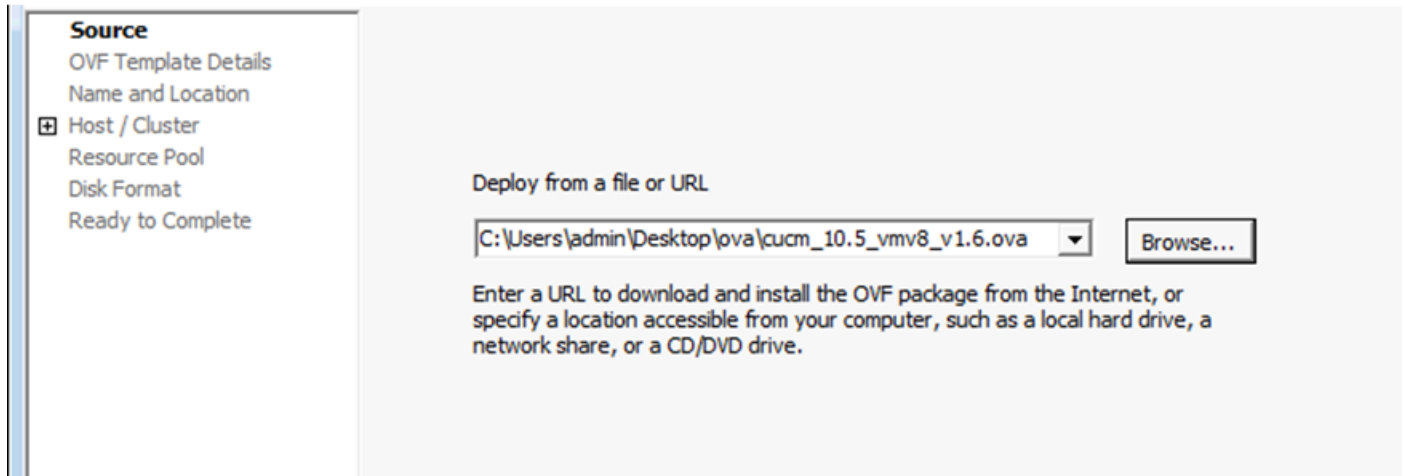 Source
OVF Template Details
Name and Location
Host / Cluster
Resource Pool
Disk Format
Ready to Complete
Deploy from a file or URL
C:\Users\admin\Desktop\ova\cucm_10.5_vmv8_v1.6.ova
Browse...
Enter a URL to download and install the OVF package from the Internet, or
specify a location accessible from your computer, such as a local hard drive, a
network share, or a CD/DVD drive.